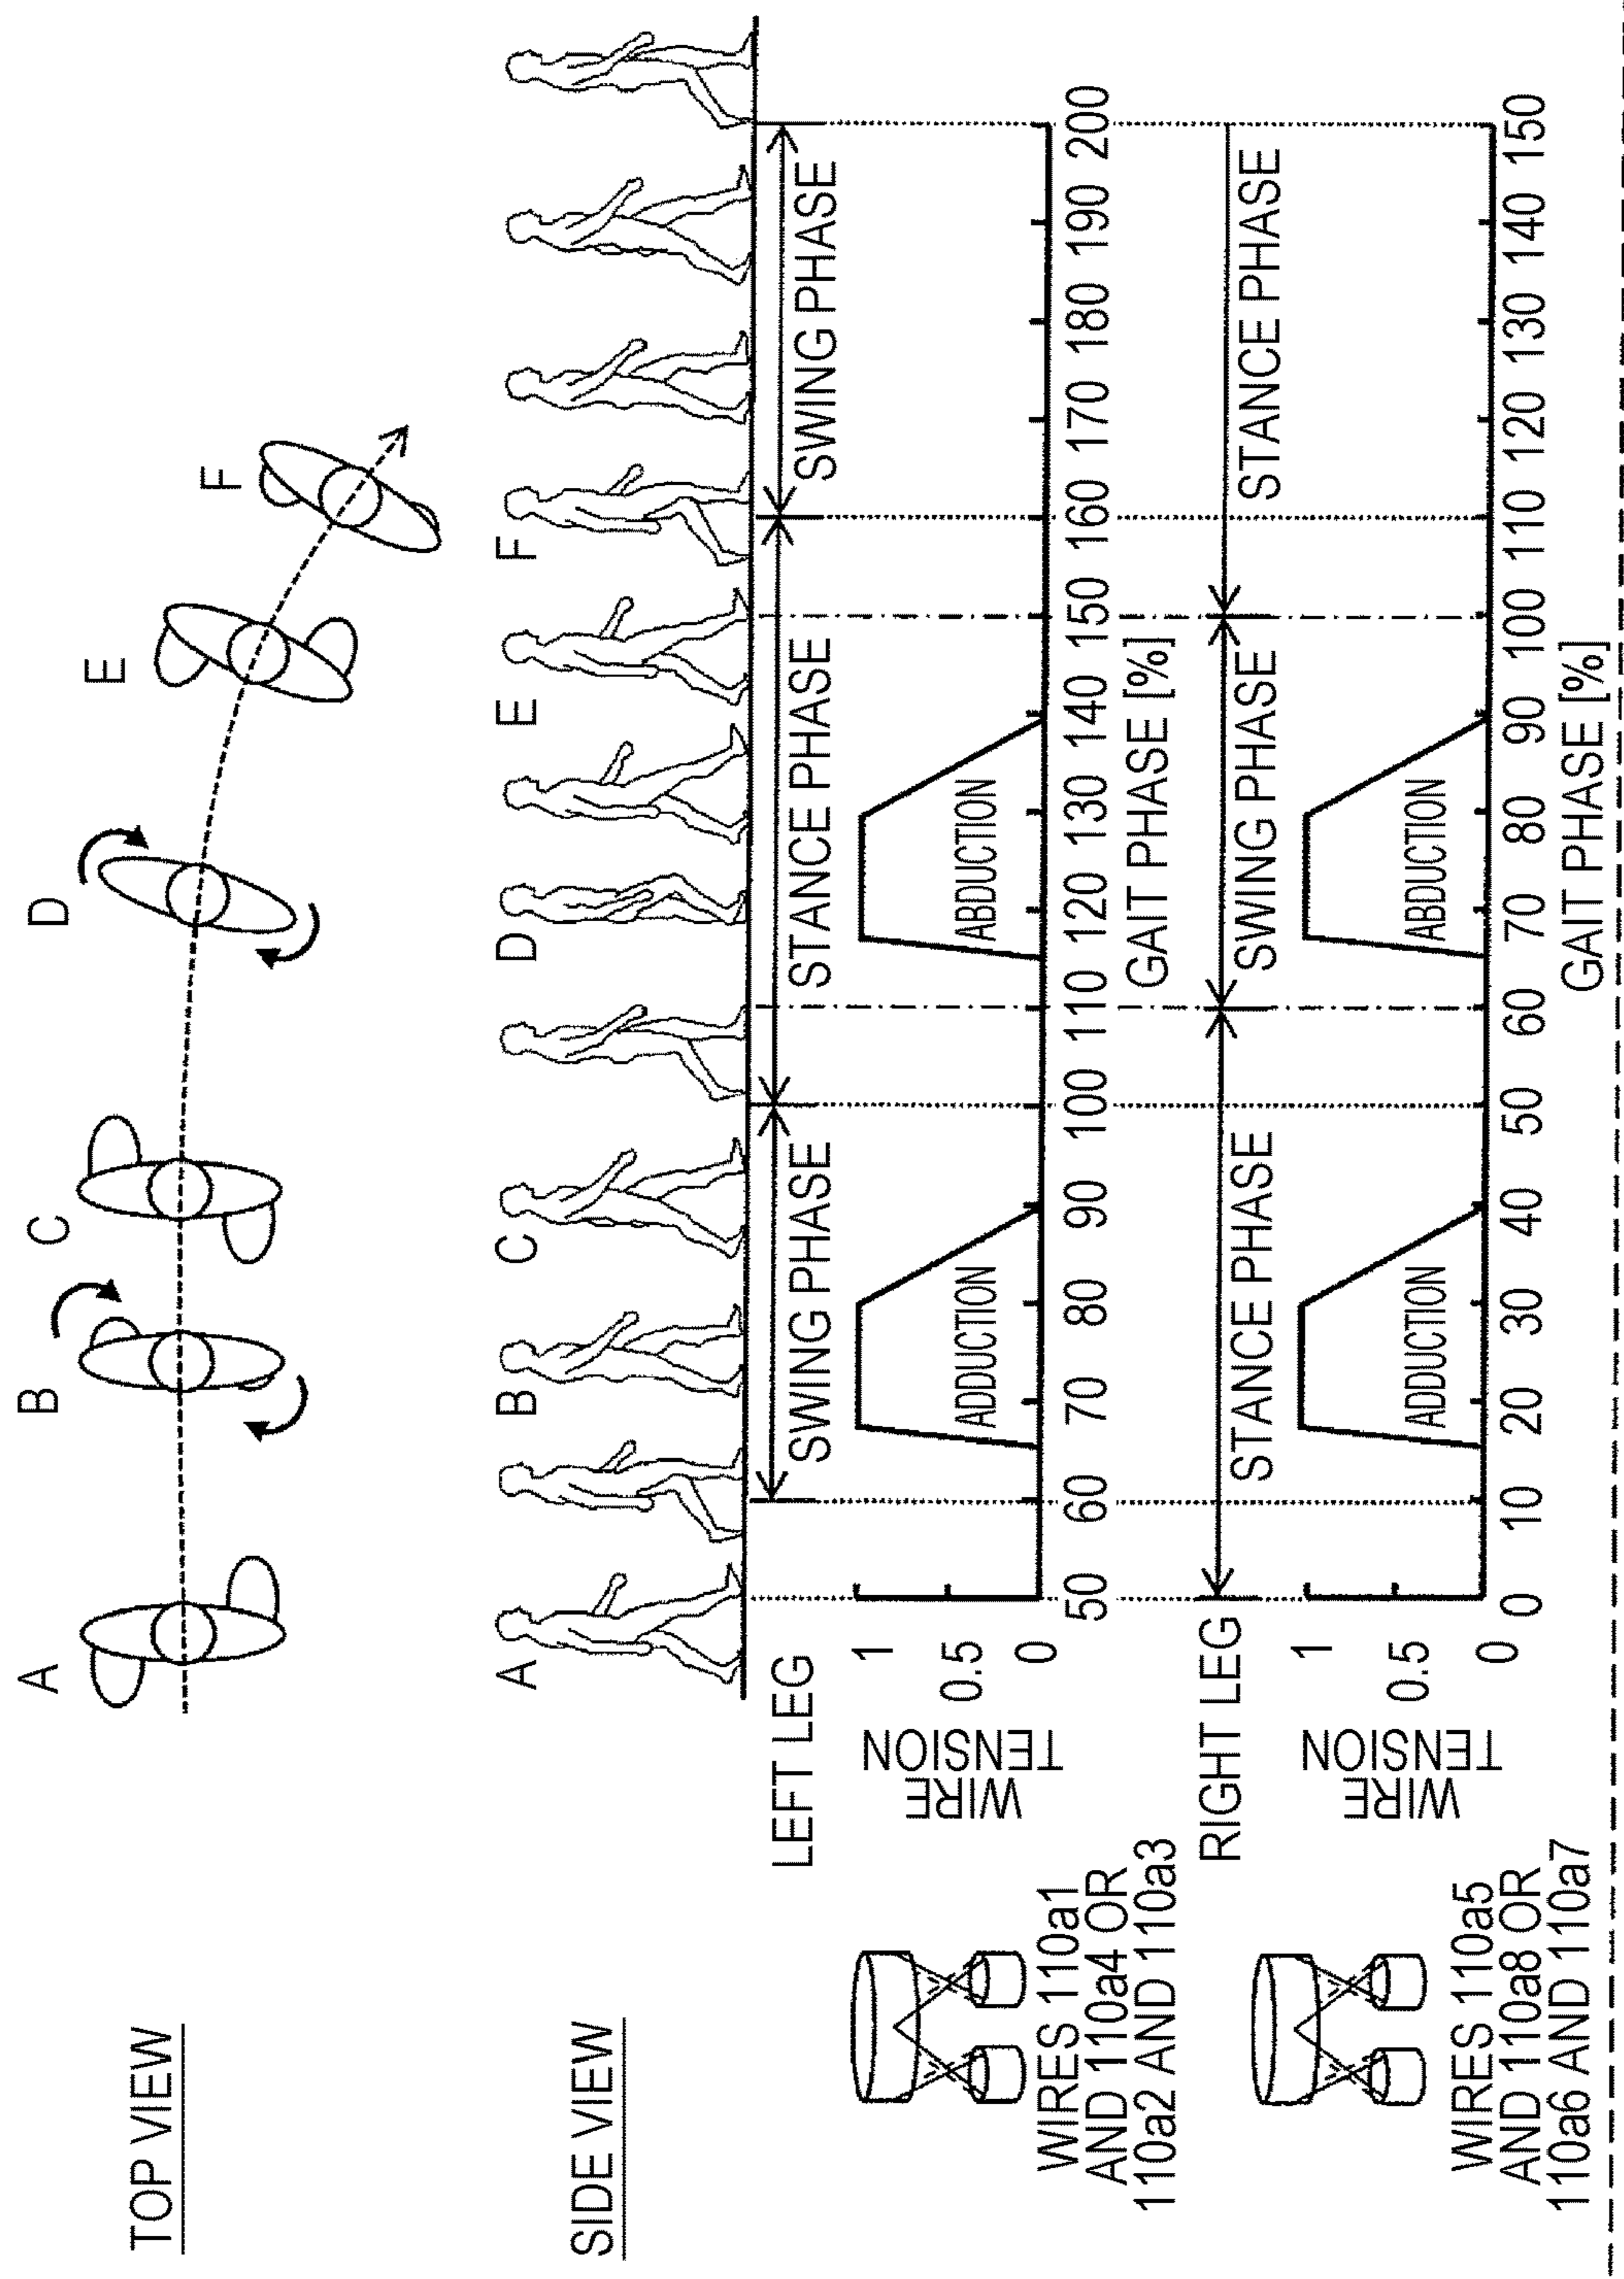 TOP VIEW
A
B
C
D
E
F
SIDE VIEW
A
B
C
D
E
F
LEFT LEG
SWING PHASE
STANCE PHASE
SWING PHASE
WIRES 110a1
AND 110a4 OR
110a2 AND 110a3
WIRE
TENSION
1
0.5
0
ADDUCTION
ABDUCTION
50 60 70 80 90 100 110 120 130 140 150 160 170 180 190 200
GAIT PHASE [%]
RIGHT LEG
STANCE PHASE
SWING PHASE
STANCE PHASE
WIRES 110a5
AND 110a8 OR
110a6 AND 110a7
WIRE
TENSION
1
0.5
0
ADDUCTION
ABDUCTION
0 10 20 30 40 50 60 70 80 90 100 110 120 130 140 150
GAIT PHASE [%]